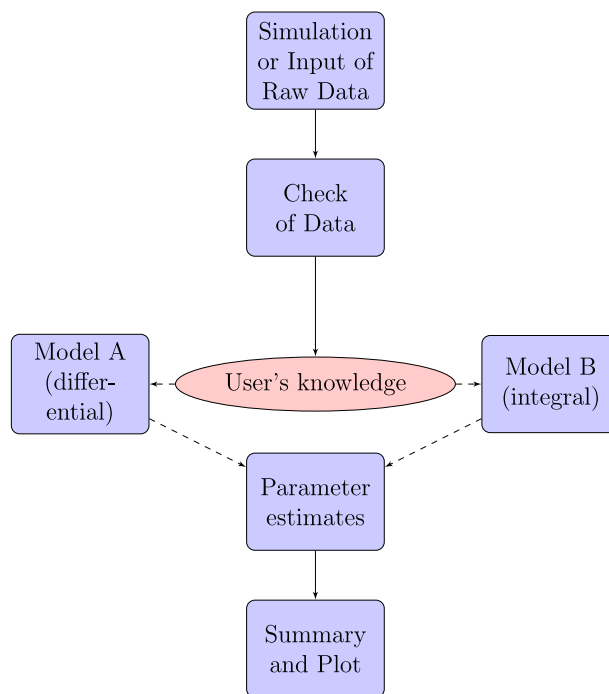 Simulation
or Input of
Raw Data
Check
of Data
Model A
(differ-
ential)
User's knowledge
Model B
(integral)
Parameter
estimates
Summary
and Plot